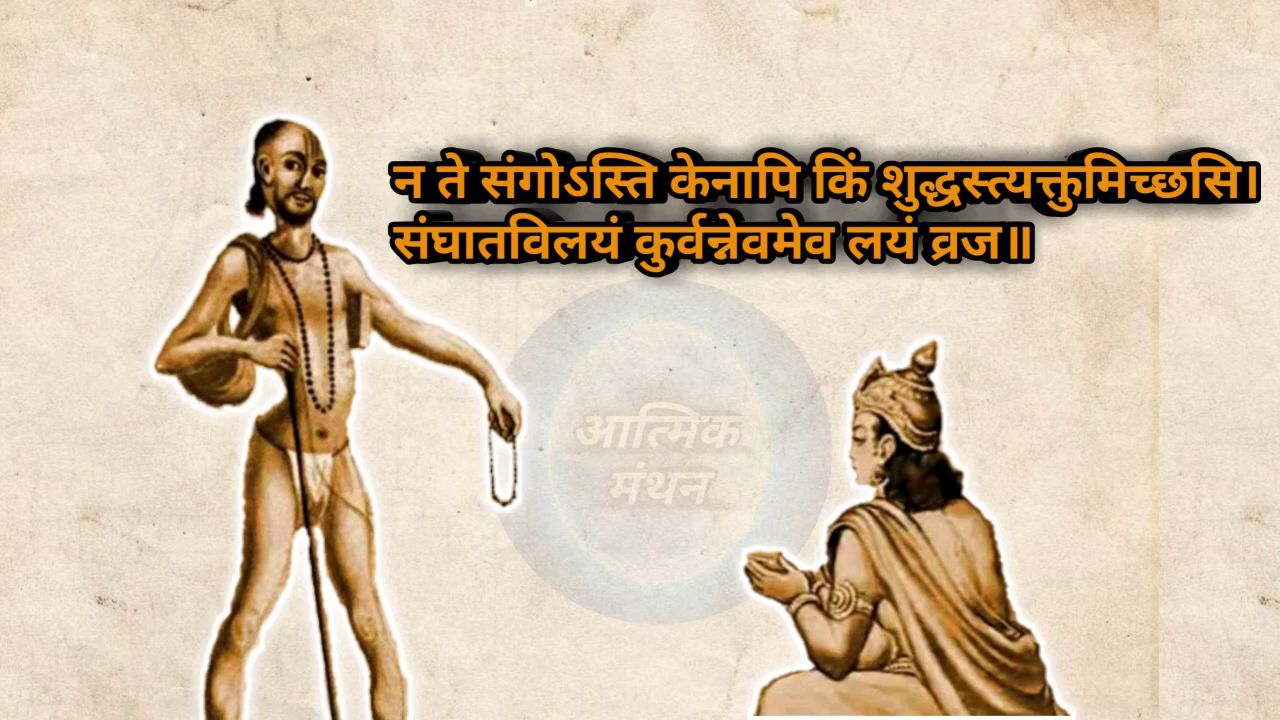 न ते संगोऽस्ति केनापि किं शुद्धस्त्यक्तुमिच्छसि।
संघातविलयं कुर्वन्नेवमेव लयं व्रज॥
आत्मिक
मंथन